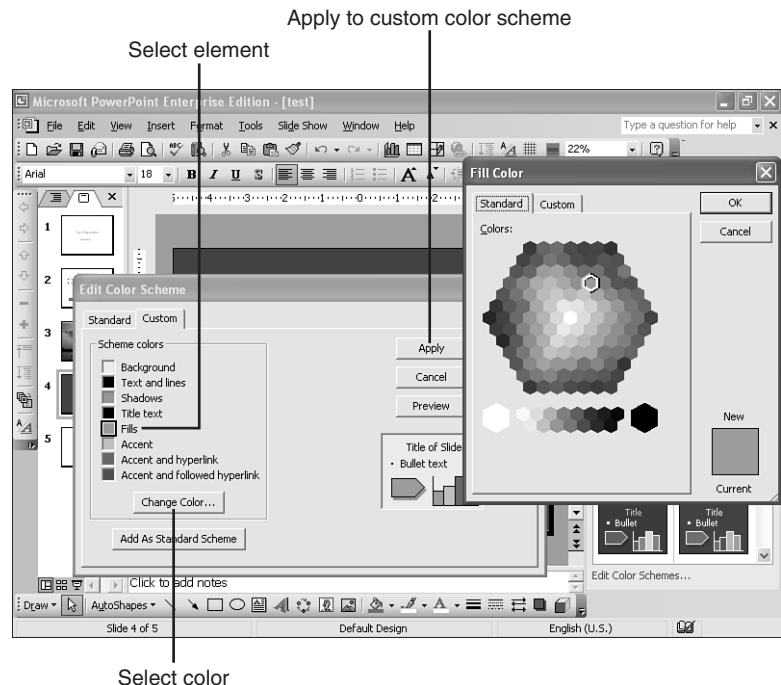 Apply to custom color scheme
Select element
Microsoft PowerPoint Enterprise Edition - [test]
File Edit View Insert Format Tools Slide Show Window Help
Type a question for help
22%
Arial 18 B I U S A A
Fill Color
Standard Custom
OK
Colors:
Cancel
1
2
3
4
5
Edit Color Scheme
Standard Custom
Scheme colors
Background
Text and lines
Shadows
Title text
Fills
Accent
Accent and hyperlink
Accent and followed hyperlink
Change Color...
Add As Standard Scheme
Apply
Cancel
Preview
Title of Slide
• Bullet text
New
Current
Title Title
• Bullet • Bullet
Edit Color Schemes...
Click to add notes
Draw AutoShapes
Slide 4 of 5 Default Design English (U.S.)
Select color